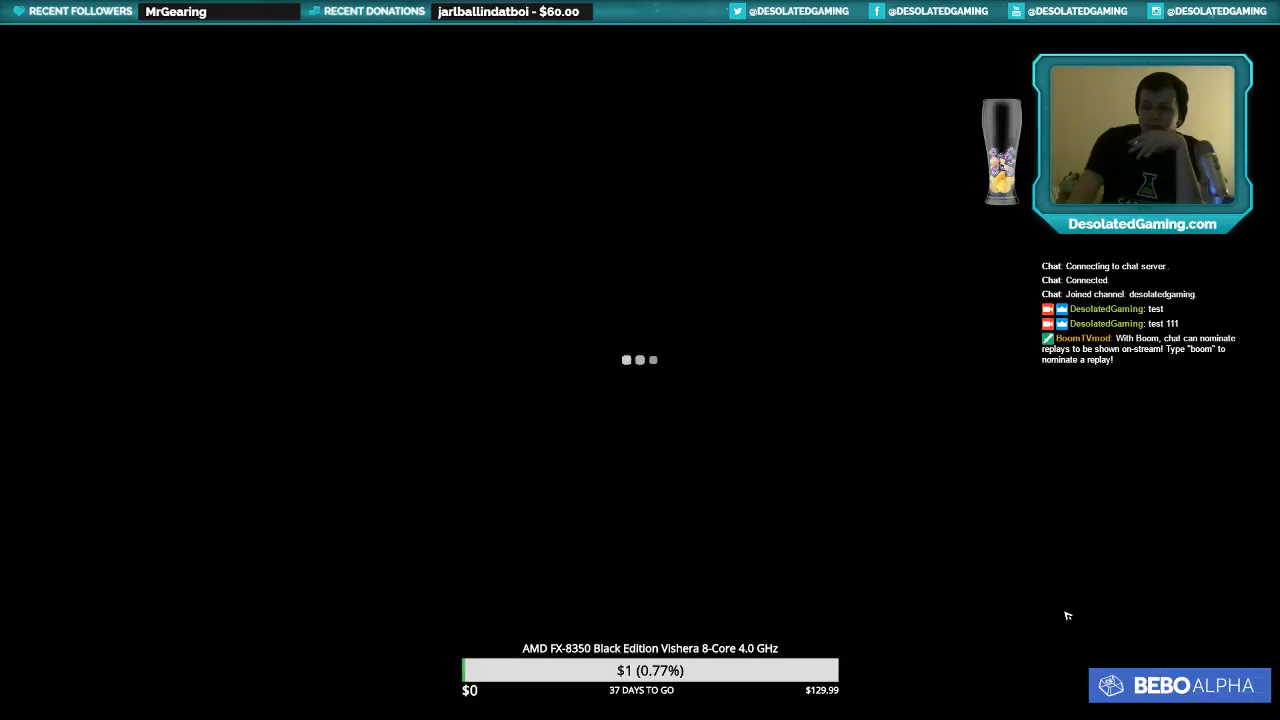 RECENT FOLLOWERS MrGearing RECENT DONATIONS jarlballindatboi - $60.00 @DESOLATEDGAMING @DESOLATEDGAMING @DESOLATEDGAMING @DESOLATEDGAMING
DesolatedGaming.com
Chat: Connecting to chat server..
Chat: Connected.
Chat: Joined channel: desolatedgaming.
DesolatedGaming: test
DesolatedGaming: test 111
BoomTVmod: With Boom, chat can nominate
replays to be shown on-stream! Type "boom" to
nominate a replay!
AMD FX-8350 Black Edition Vishera 8-Core 4.0 GHz
$1 (0.77%)
$0 37 DAYS TO GO $129.99
BEBO ALPHA